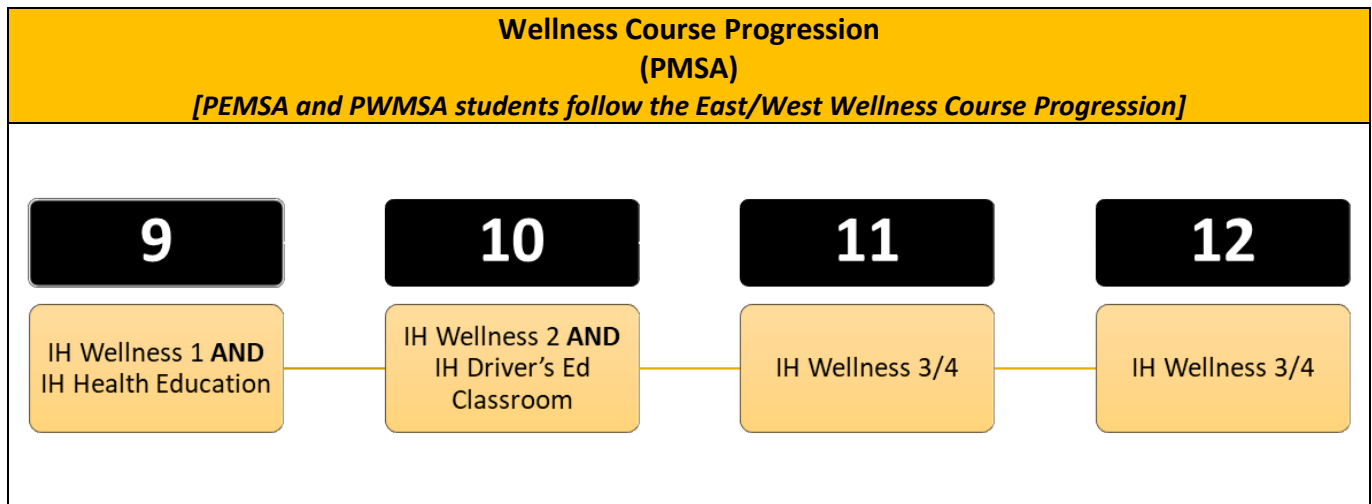 Wellness Course Progression
(PMSA)
[PEMSA and PWMSA students follow the East/West Wellness Course Progression]
9
10
11
12
IH Wellness 1 AND
IH Health Education
IH Wellness 2 AND
IH Driver's Ed
Classroom
IH Wellness 3/4
IH Wellness 3/4